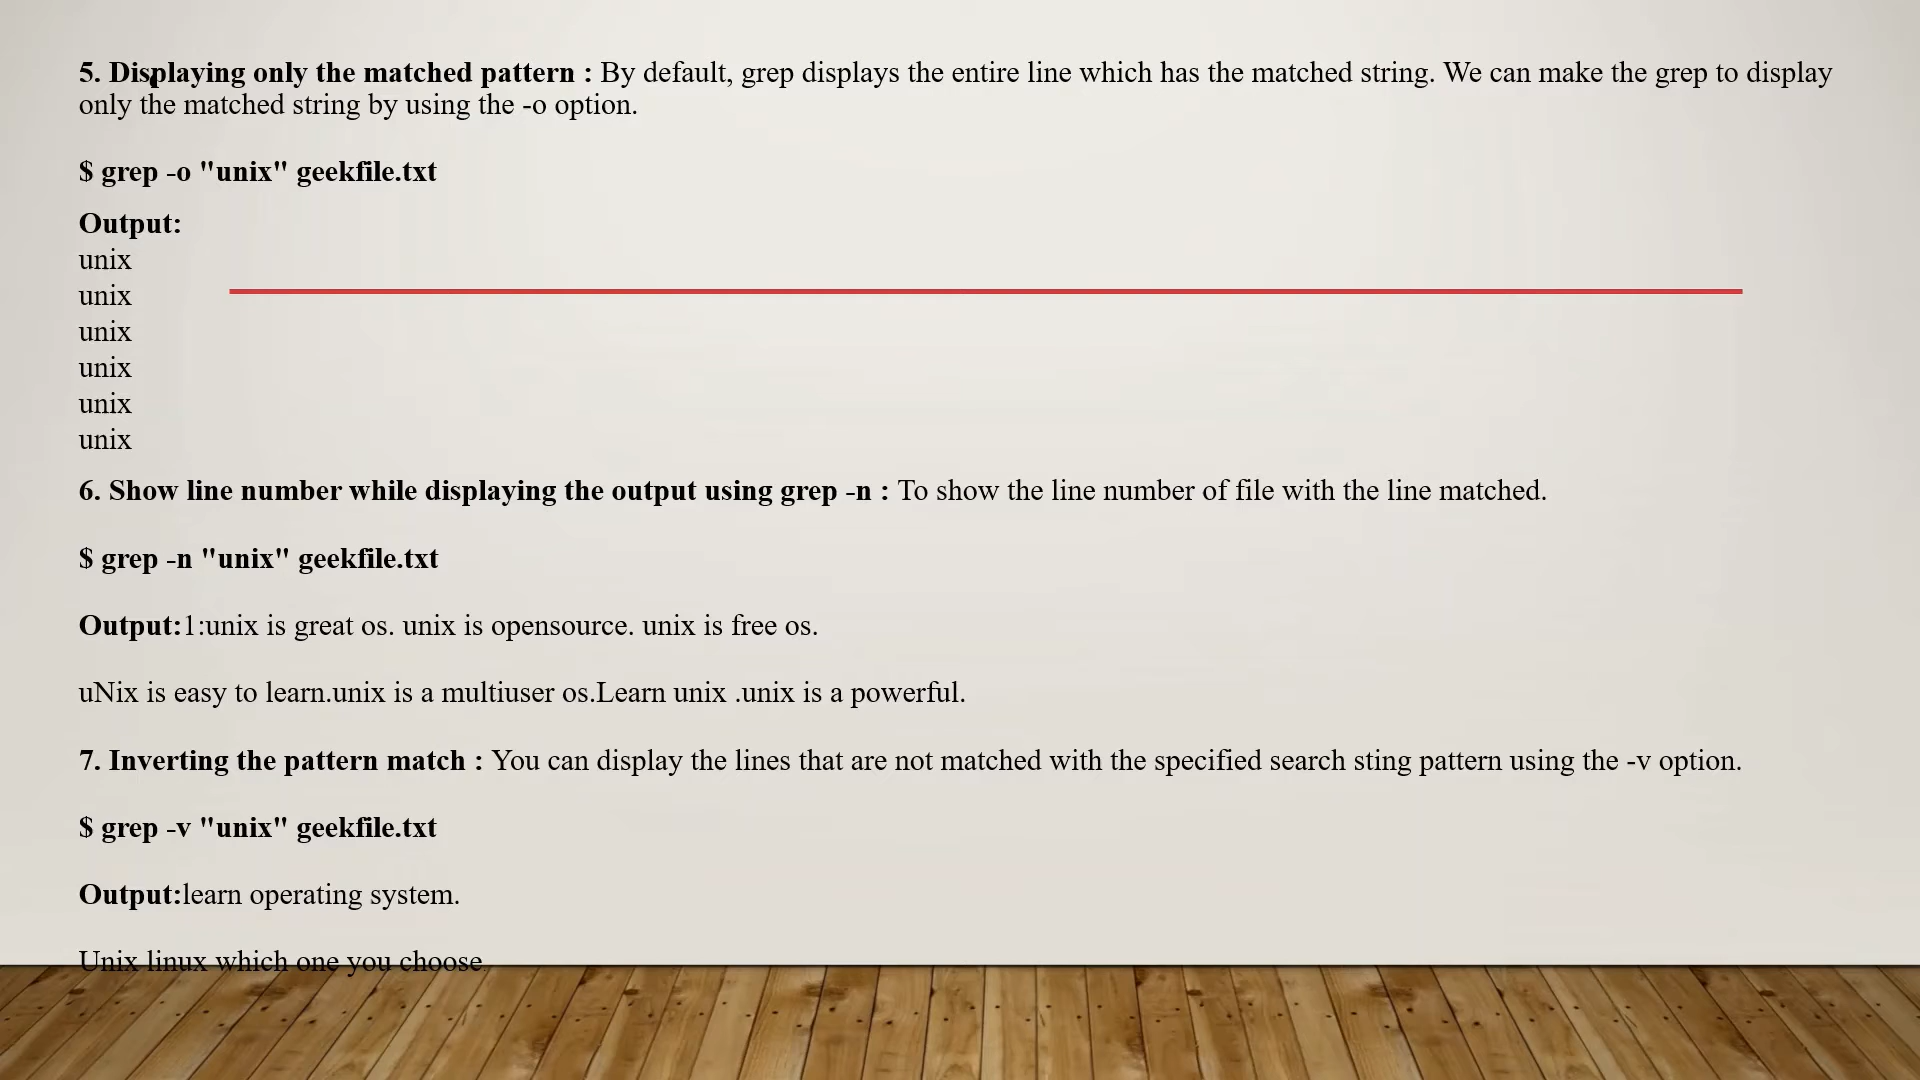 5. Displaying only the matched pattern : By default, grep displays the entire line which has the matched string. We can make the grep to display
only the matched string by using the -o option.
$ grep -o "unix" geekfile.txt
Output:
unix
unix
unix
unix
unix
unix
6. Show line number while displaying the output using grep -n : To show the line number of file with the line matched.
$ grep -n "unix" geekfile.txt
Output:1:unix is great os. unix is opensource. unix is free os.
uNix is easy to learn.unix is a multiuser os.Learn unix .unix is a powerful.
7. Inverting the pattern match : You can display the lines that are not matched with the specified search sting pattern using the -v option.
$ grep -v "unix" geekfile.txt
Output:learn operating system.
Unix linux which one you choose